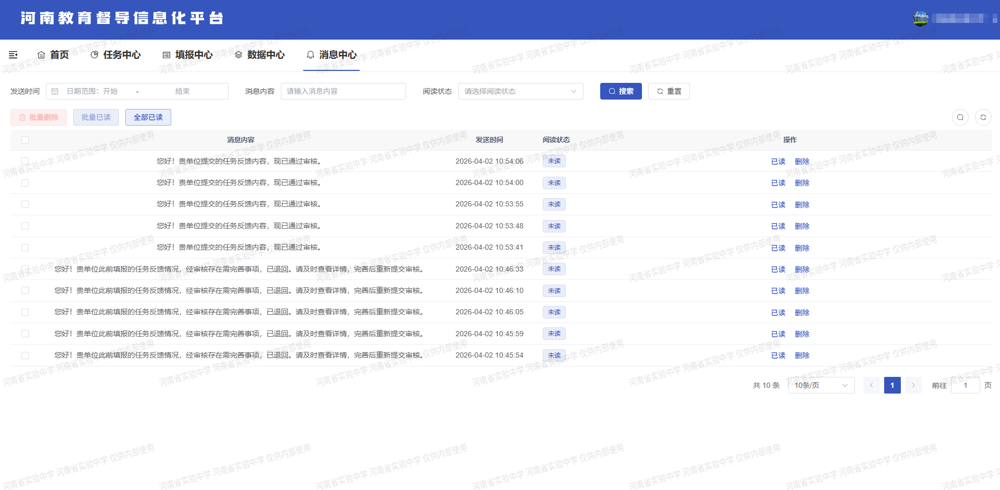 河南教育督导信息化平台
首页 任务中心 填报中心 数据中心 消息中心
发送时间 日期范围：开始 - 结束 消息内容 请输入消息内容 阅读状态 请选择阅读状态 搜索 重置
批量删除 批量已读 全部已读
消息内容 发送时间 阅读状态 操作
您好！贵单位提交的任务反馈内容，现已通过审核。 2026-04-02 10:54:06 未读 已读 删除
您好！贵单位提交的任务反馈内容，现已通过审核。 2026-04-02 10:54:00 未读 已读 删除
您好！贵单位提交的任务反馈内容，现已通过审核。 2026-04-02 10:53:55 未读 已读 删除
您好！贵单位提交的任务反馈内容，现已通过审核。 2026-04-02 10:53:48 未读 已读 删除
您好！贵单位提交的任务反馈内容，现已通过审核。 2026-04-02 10:53:41 未读 已读 删除
您好！贵单位此前填报的任务反馈情况，经审核存在需完善事项，已退回。请及时查看详情，完善后重新提交审核。 2026-04-02 10:46:33 未读 已读 删除
您好！贵单位此前填报的任务反馈情况，经审核存在需完善事项，已退回。请及时查看详情，完善后重新提交审核。 2026-04-02 10:46:10 未读 已读 删除
您好！贵单位此前填报的任务反馈情况，经审核存在需完善事项，已退回。请及时查看详情，完善后重新提交审核。 2026-04-02 10:46:05 未读 已读 删除
您好！贵单位此前填报的任务反馈情况，经审核存在需完善事项，已退回。请及时查看详情，完善后重新提交审核。 2026-04-02 10:45:59 未读 已读 删除
您好！贵单位此前填报的任务反馈情况，经审核存在需完善事项，已退回。请及时查看详情，完善后重新提交审核。 2026-04-02 10:45:54 未读 已读 删除
共 10 条 10条/页 1 前往 1 页
河南省实验中学 河南省实验中学 仅供内部使用